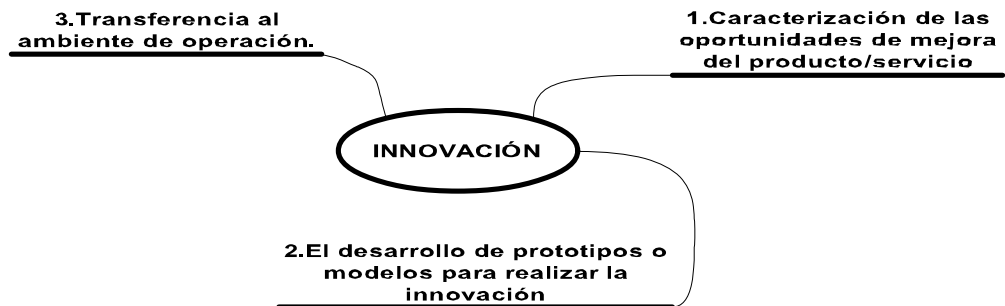 3.Transferencia al
ambiente de operación.
1.Caracterización de las
oportunidades de mejora
del producto/servicio
INNOVACIÓN
2.El desarrollo de prototipos o
modelos para realizar la
innovación